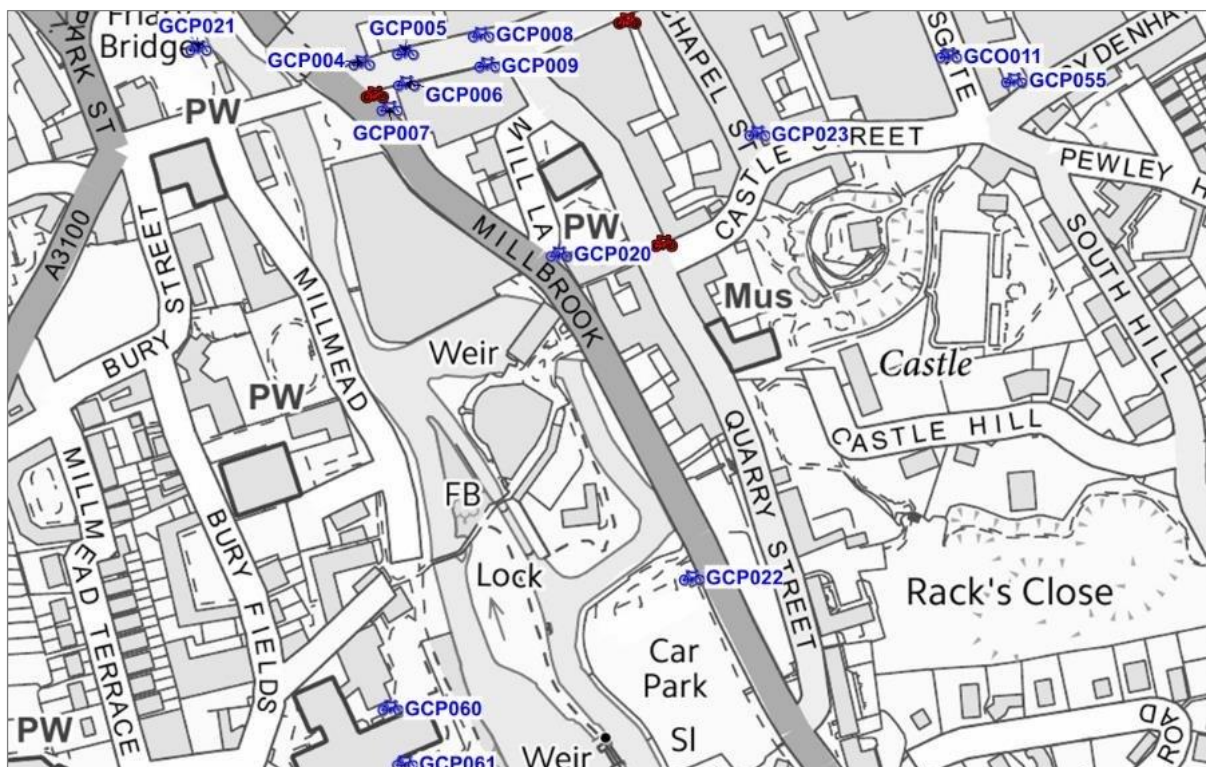 Friary
Bridge
GCP021
PARK ST
GCP004
GCP005
GCP008
GCP009
GCP006
GCP007
CHAPEL ST
GCO011
GCP055
GCP023
CASTLE STREET
PEWLEY H
PW
A3100
BURY STREET
MILLMEAD
MILL LA
PW
GCP020
MILLBROOK
SOUTH HILL
Mus
Castle
Weir
PW
CASTLE HILL
QUARRY STREET
MILLMEAD TERRACE
BURY FIELDS
FB
Lock
GCP022
Rack's Close
Car
Park
Sl
GCP060
GCP061
PW
Weir
ROAD